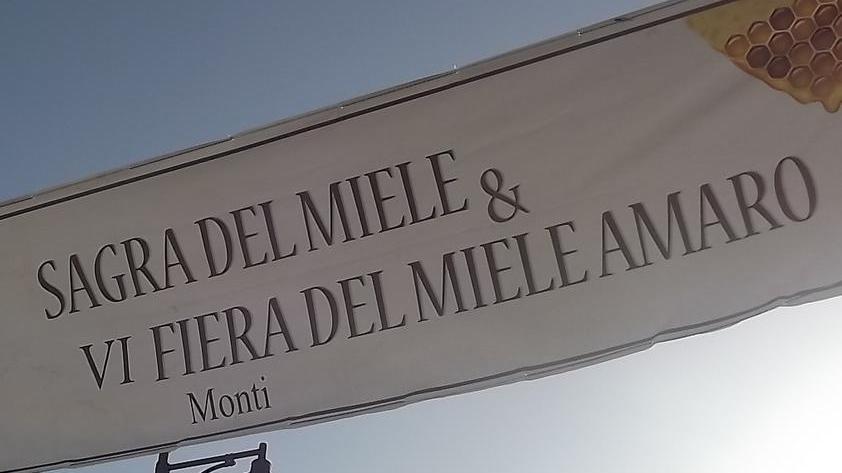 SAGRA DEL MIELE &
VI FIERA DEL MIELE AMARO
Monti